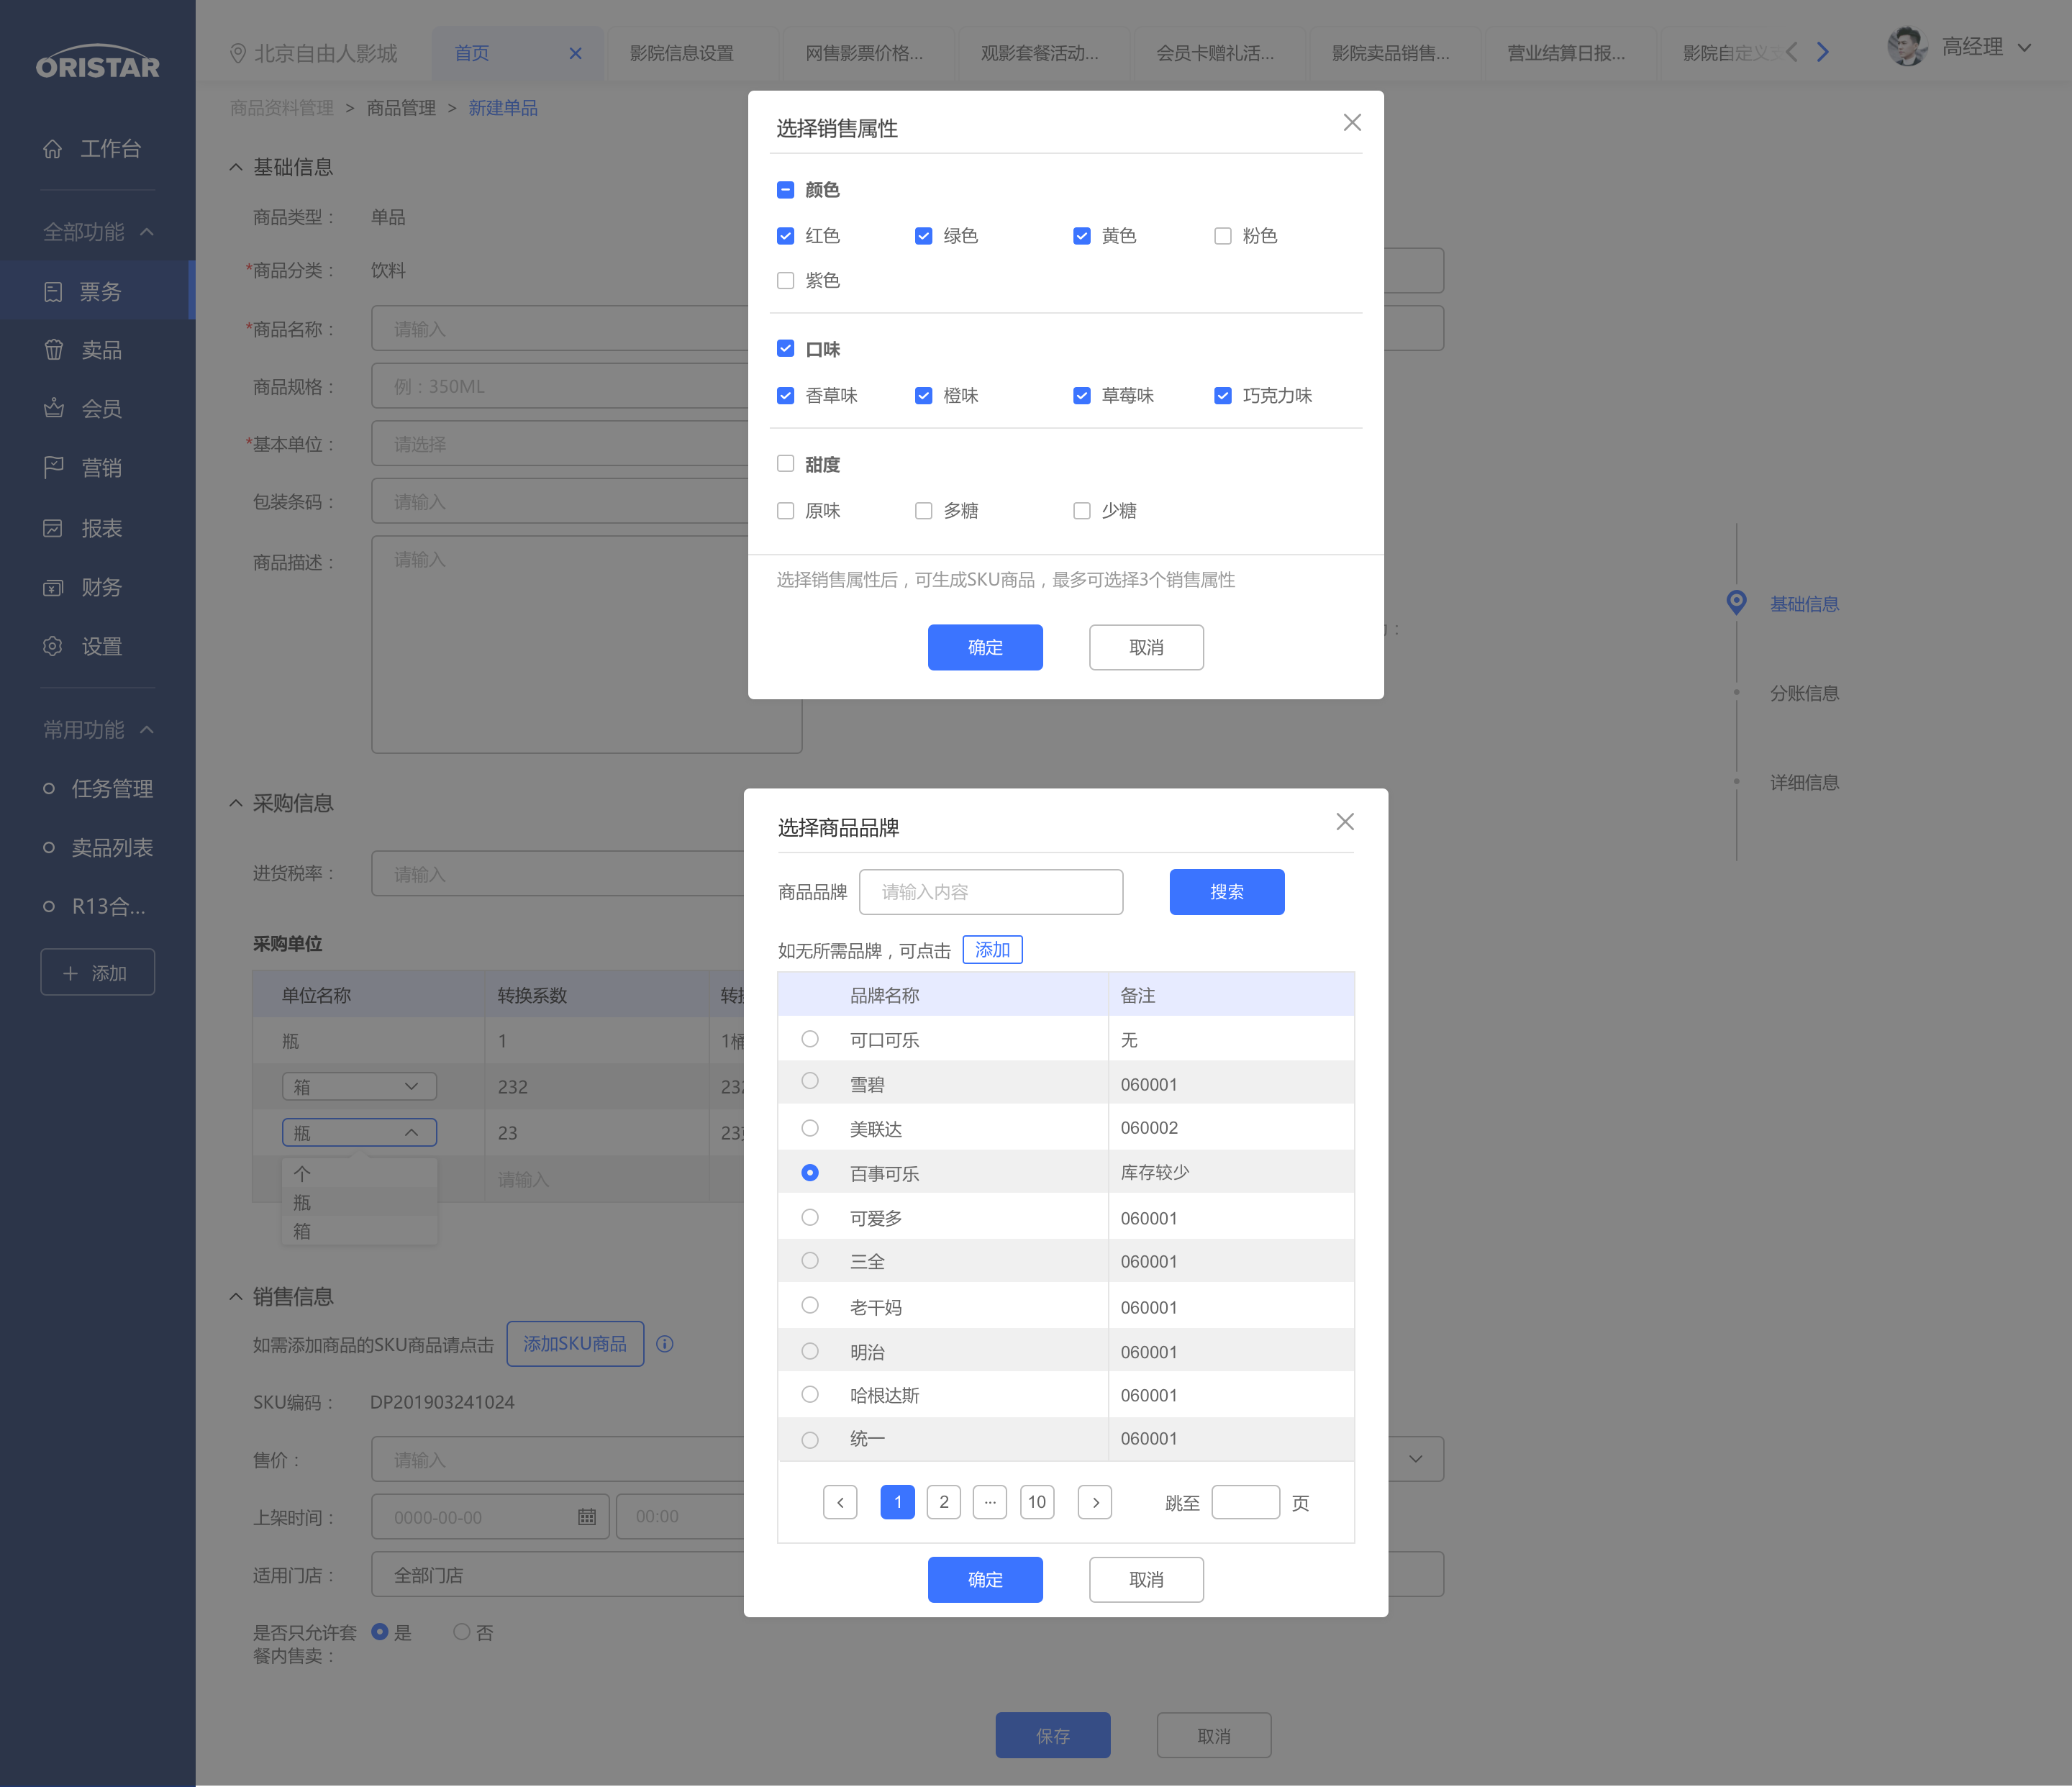 ORISTAR
北京自由人影城
首页
影院信息设置
网售影票价格...
观影套餐活动...
会员卡赠礼活...
影院卖品销售...
营业结算日报...
影院自定义
高经理
工作台
全部功能
票务
卖品
会员
营销
报表
财务
设置
常用功能
任务管理
卖品列表
R13合...
+ 添加
商品资料管理 > 商品管理 > 新建单品
基础信息
商品类型： 单品
*商品分类： 饮料
*商品名称： 请输入
商品规格： 例：350ML
*基本单位： 请选择
包装条码： 请输入
商品描述： 请输入
采购信息
进货税率： 请输入
采购单位
单位名称 转换系数
瓶 1 1桶
箱 232 232
瓶 23
请输入
个
瓶
箱
销售信息
如需添加商品的SKU商品请点击 添加SKU商品
SKU编码： DP201903241024
售价： 请输入
上架时间： 0000-00-00 00:00
适用门店： 全部门店
是否只允许套 是 否
餐内售卖：
保存 取消
基础信息
分账信息
详细信息
选择销售属性
颜色
红色 绿色 黄色 粉色
紫色
口味
香草味 橙味 草莓味 巧克力味
甜度
原味 多糖 少糖
选择销售属性后，可生成SKU商品，最多可选择3个销售属性
确定 取消
选择商品品牌
商品品牌 请输入内容 搜索
如无所需品牌，可点击 添加
品牌名称 备注
可口可乐 无
雪碧 060001
美联达 060002
百事可乐 库存较少
可爱多 060001
三全 060001
老干妈 060001
明治 060001
哈根达斯 060001
统一 060001
< 1 2 ... 10 > 跳至 页
确定 取消